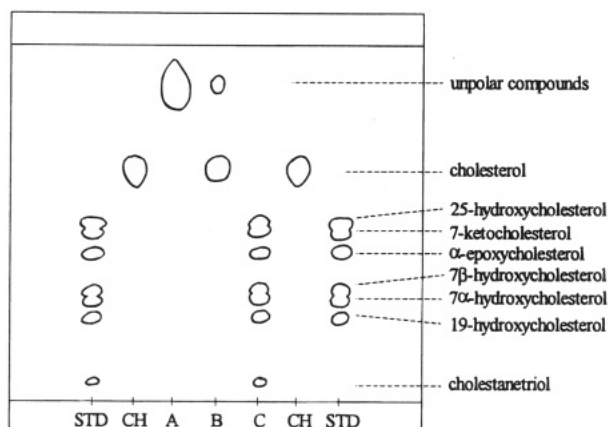 unpolar compounds
cholesterol
25-hydroxycholesterol
7-ketocholesterol
α-epoxycholesterol
7β-hydroxycholesterol
7α-hydroxycholesterol
19-hydroxycholesterol
cholestanetriol
STD CH A B C CH STD